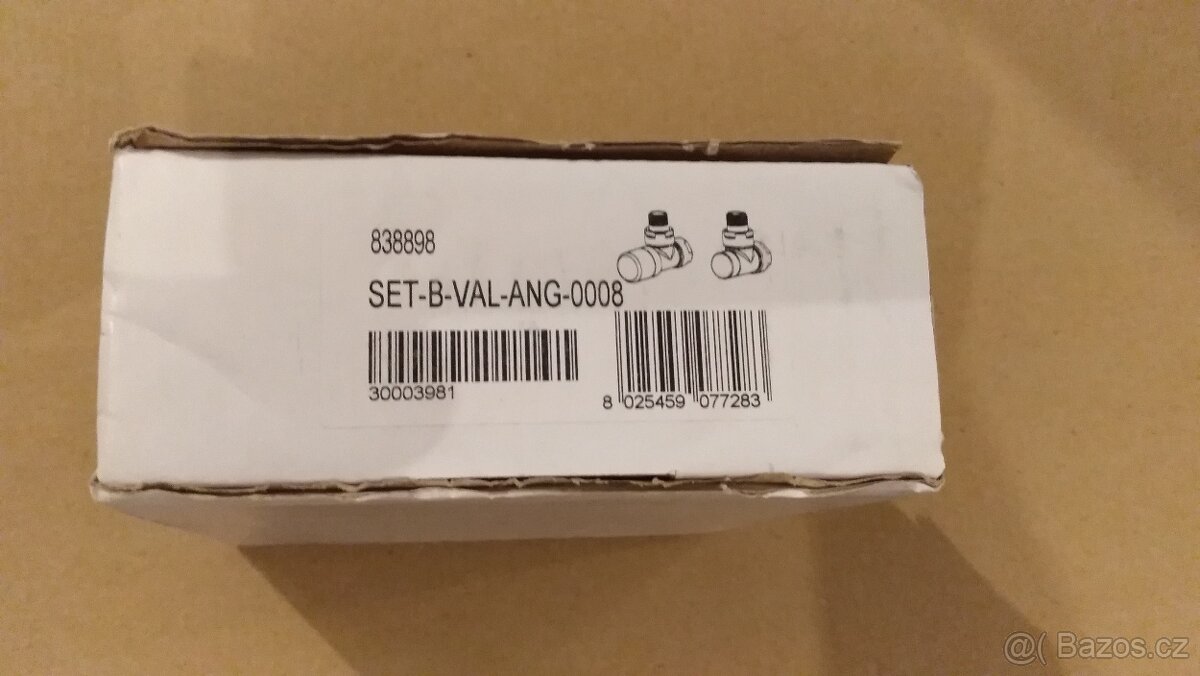 838898
SET-B-VAL-ANG-0008
30003981
8 025459 077283
@( Bazos.cz